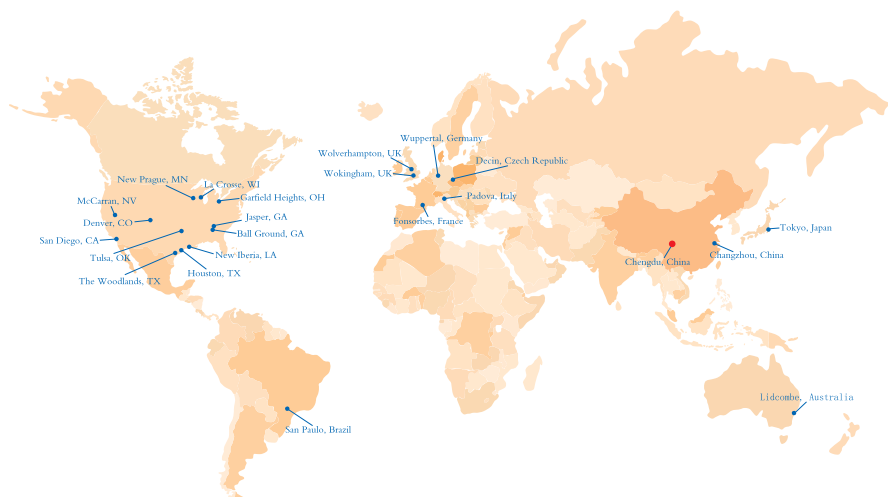 Wuppertal, Germany
Wolverhampton, UK
Decin, Czech Republic
Wokingham, UK
New Prague, MN
La Crosse, WI
Garfield Heights, OH
Padova, Italy
McCarran, NV
Jasper, GA
Fonsorbes, France
Denver, CO
Ball Ground, GA
Tokyo, Japan
San Diego, CA
New Iberia, LA
Changzhou, China
Tulsa, OK
Chengdu, China
Houston, TX
The Woodlands, TX
Lidcombe, Australia
San Paulo, Brazil